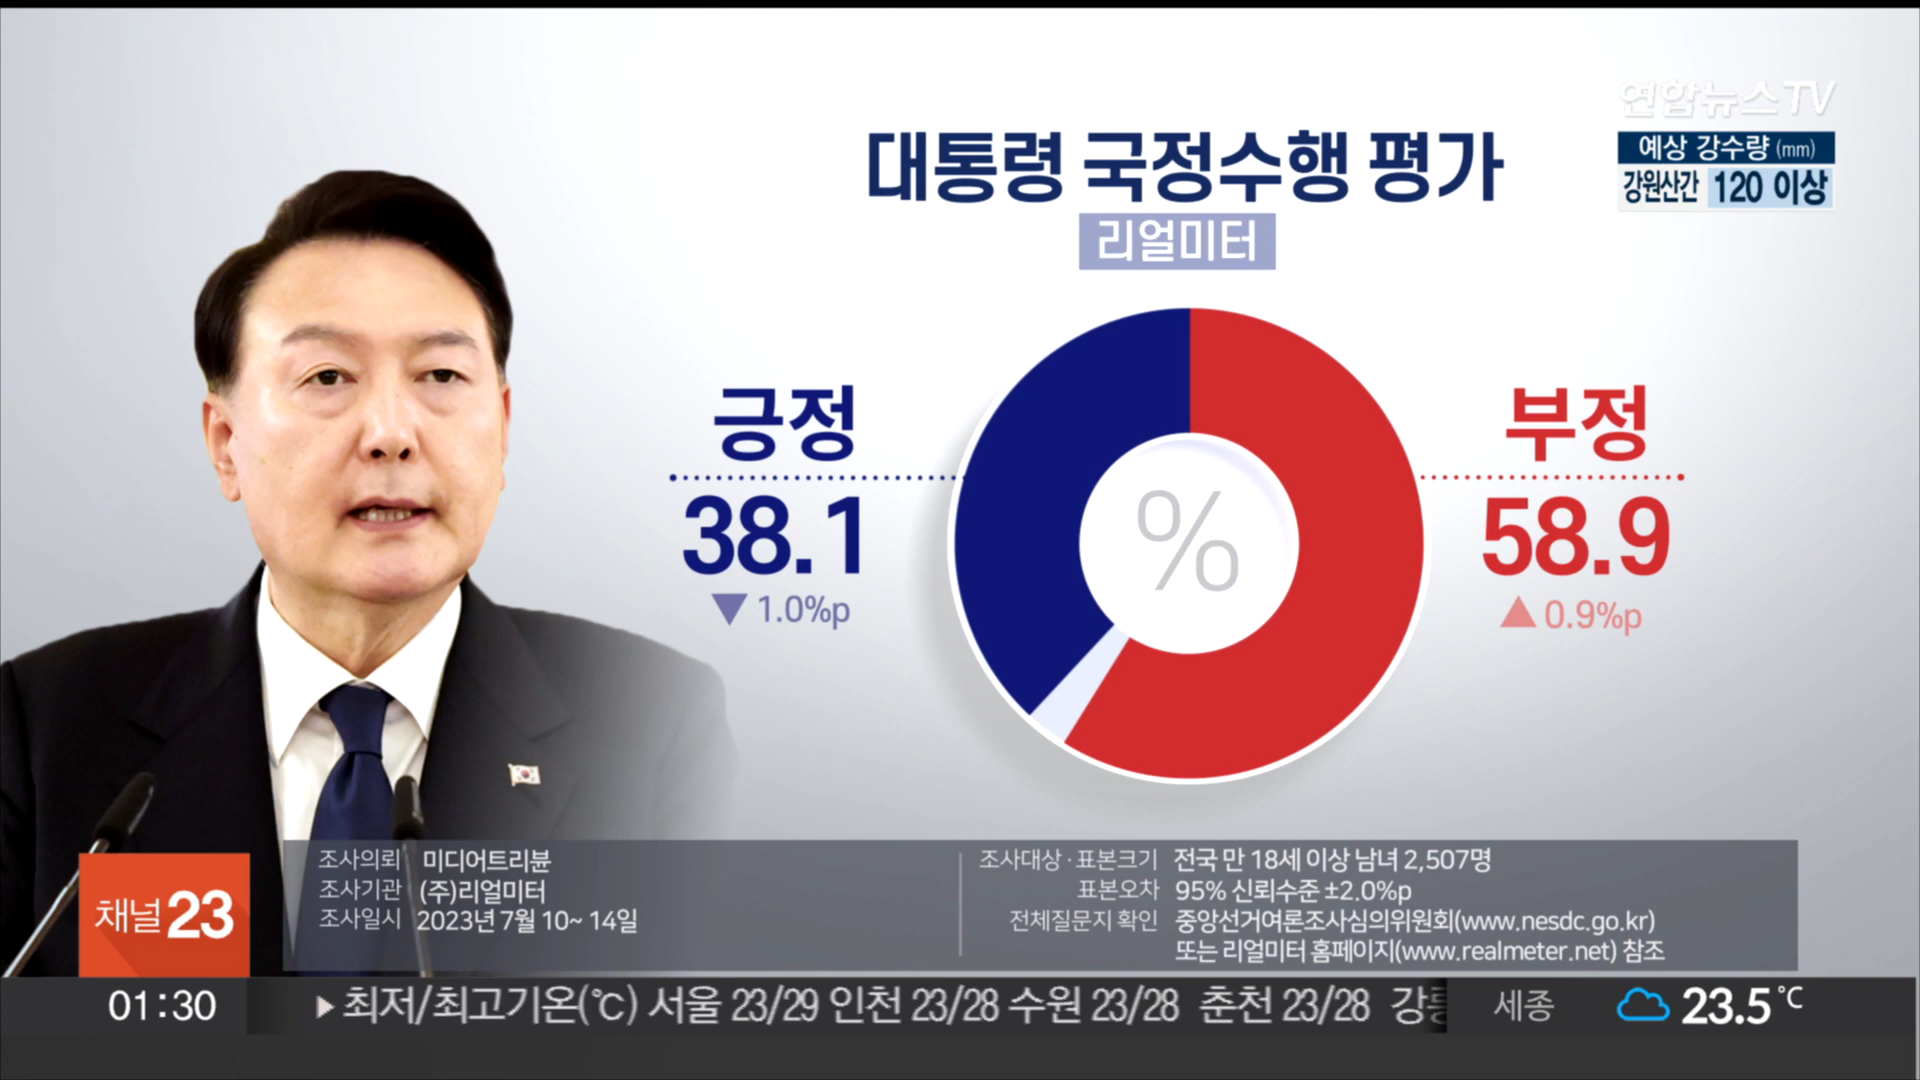 연합뉴스TV
예상 강수량 (mm)
강원산간 120 이상
대통령 국정수행 평가
리얼미터
긍정
38.1
▼ 1.0%p
%
부정
58.9
▲ 0.9%p
조사의뢰 미디어트리뷴
조사기관 (주)리얼미터
조사일시 2023년 7월 10~ 14일
조사대상·표본크기 전국 만 18세 이상 남녀 2,507명
표본오차 95% 신뢰수준 ±2.0%p
전체질문지 확인 중앙선거여론조사심의위원회(www.nesdc.go.kr)
또는 리얼미터 홈페이지(www.realmeter.net) 참조
채널 23
01:30
▶최저/최고기온(℃) 서울 23/29 인천 23/28 수원 23/28 춘천 23/28
세종
23.5℃